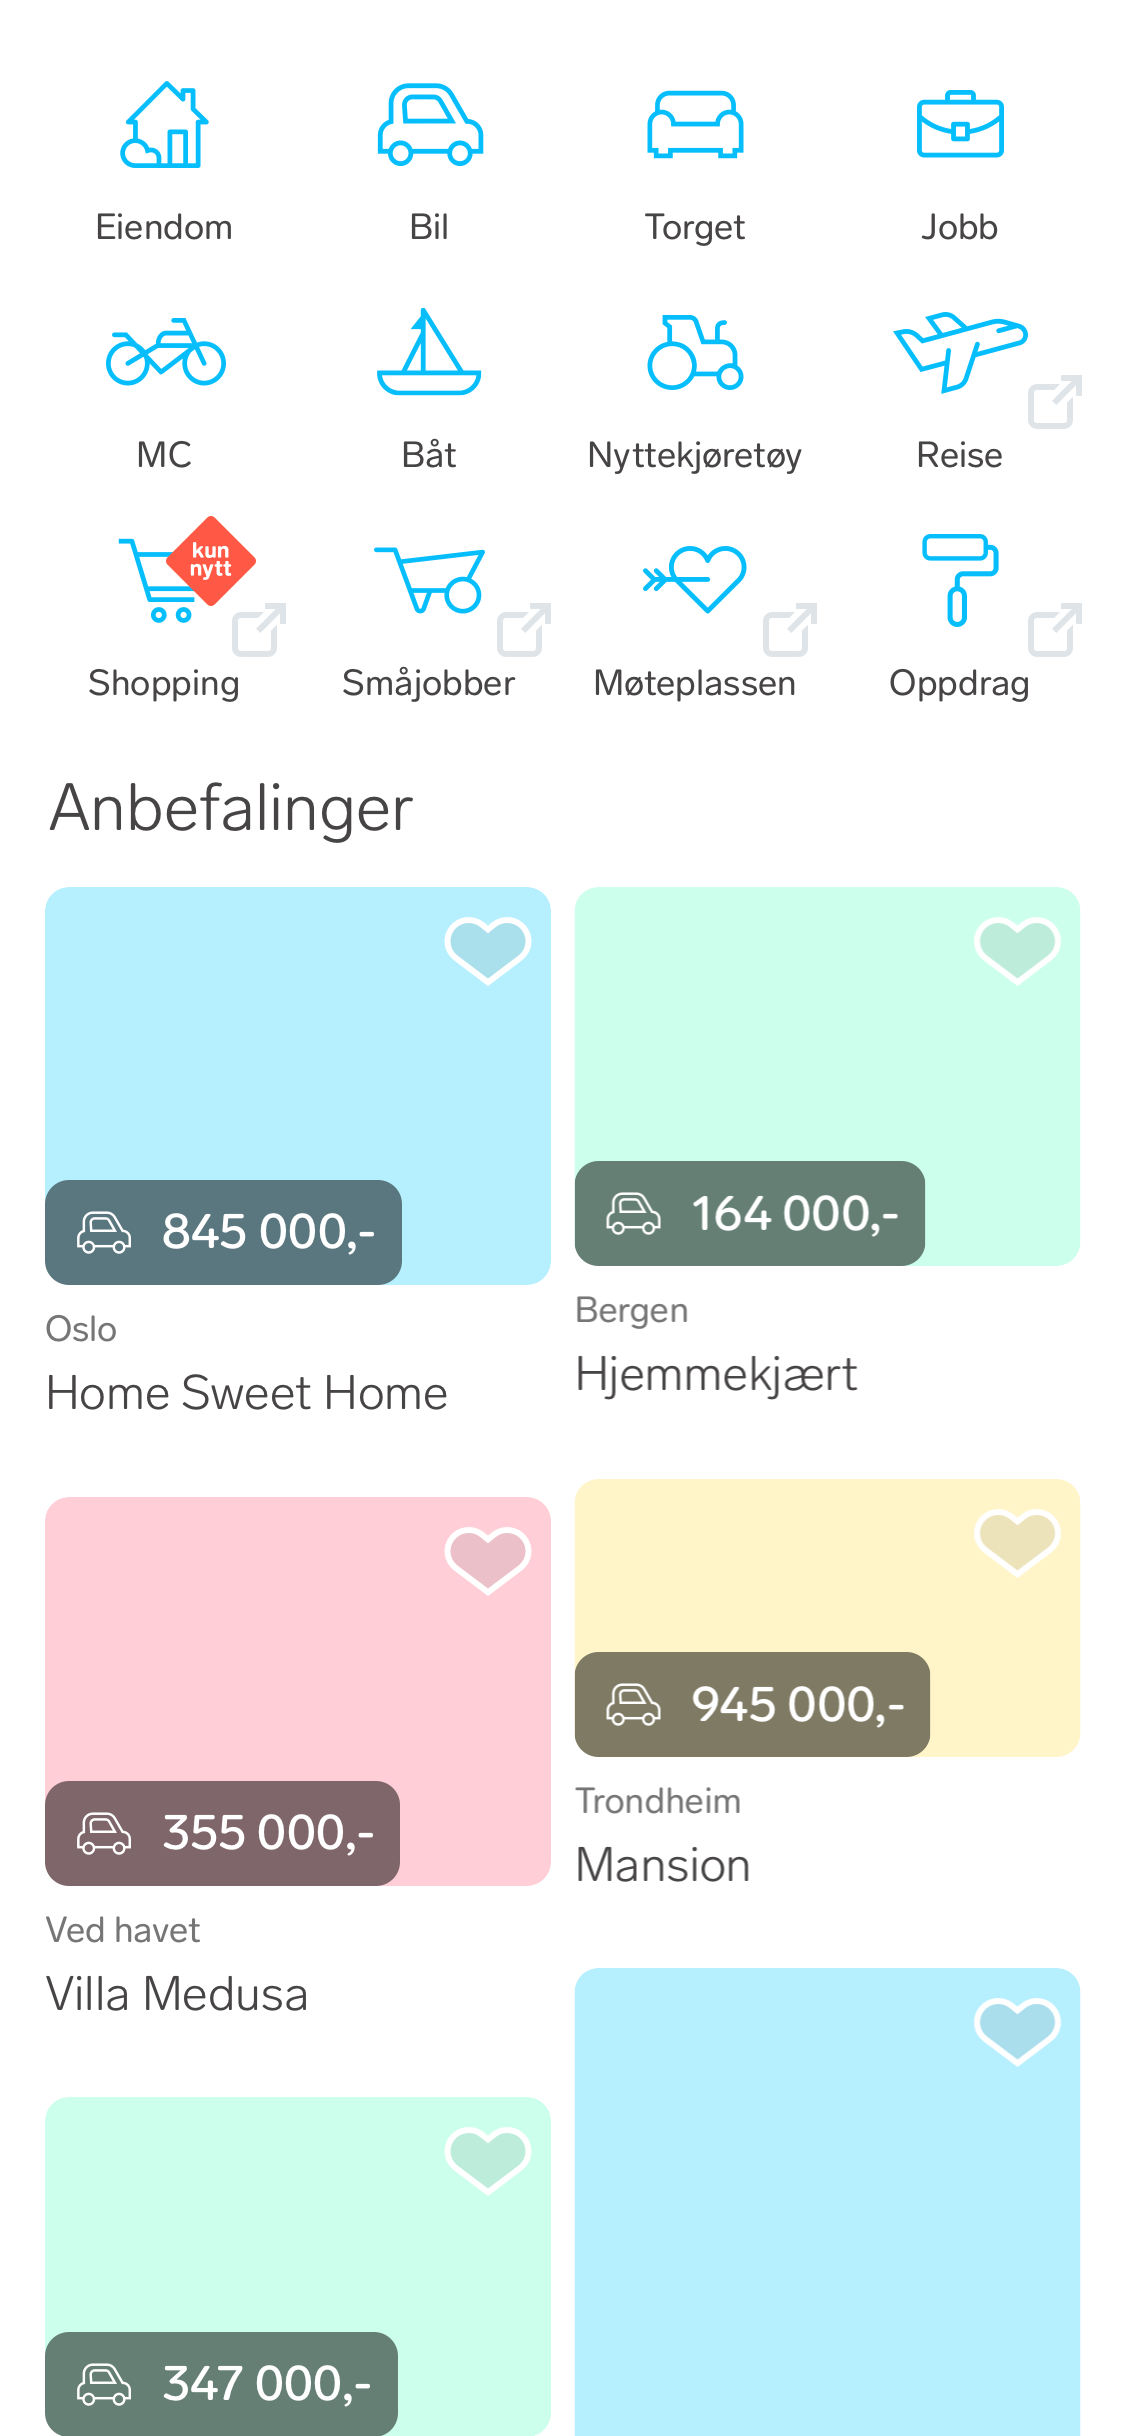 Eiendom
Bil
Torget
Jobb
MC
Båt
Nyttekjøretøy
Reise
kun
nytt
Shopping
Småjobber
Møteplassen
Oppdrag
Anbefalinger
845 000,-
Oslo
Home Sweet Home
164 000,-
Bergen
Hjemmekjært
355 000,-
Ved havet
Villa Medusa
945 000,-
Trondheim
Mansion
347 000,-